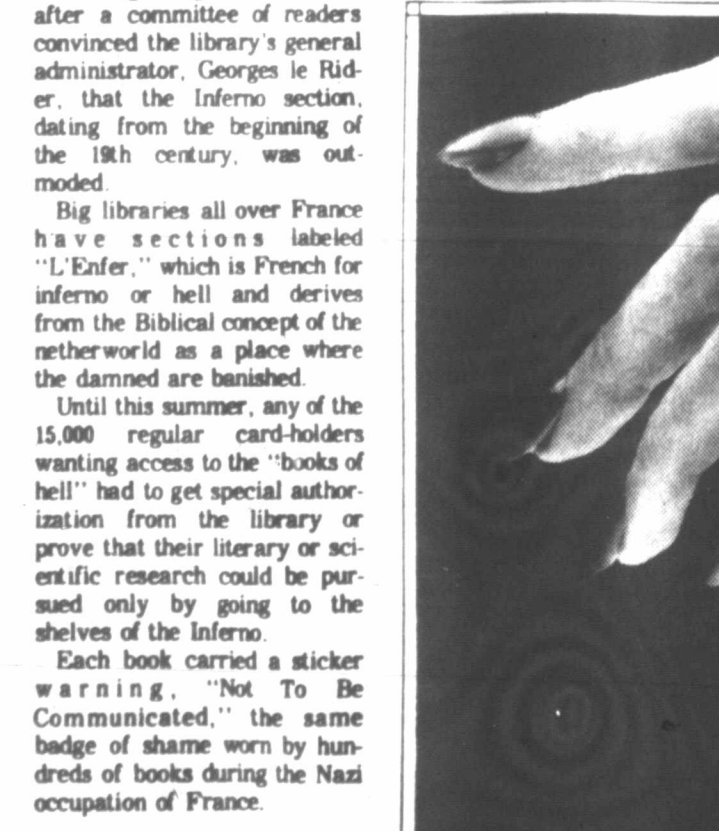 after a committee of readers
convinced the library's general
administrator, Georges le Rid-
er, that the Inferno section,
dating from the beginning of
the 19th century, was out-
moded.
Big libraries all over France
have sections labeled
"L'Enfer," which is French for
inferno or hell and derives
from the Biblical concept of the
netherworld as a place where
the damned are banished.
Until this summer, any of the
15,000 regular card-holders
wanting access to the "books of
hell" had to get special author-
ization from the library or
prove that their literary or sci-
entific research could be pur-
sued only by going to the
shelves of the Inferno.
Each book carried a sticker
warning, "Not To Be
Communicated," the same
badge of shame worn by hun-
dreds of books during the Nazi
occupation of France.